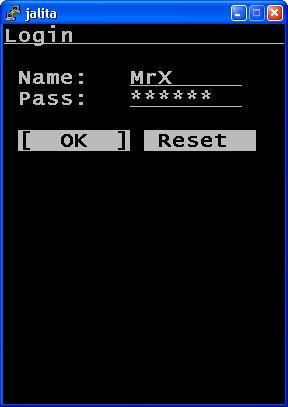 jalita
Login
Name: MrX
Pass: ******
[ OK ] Reset